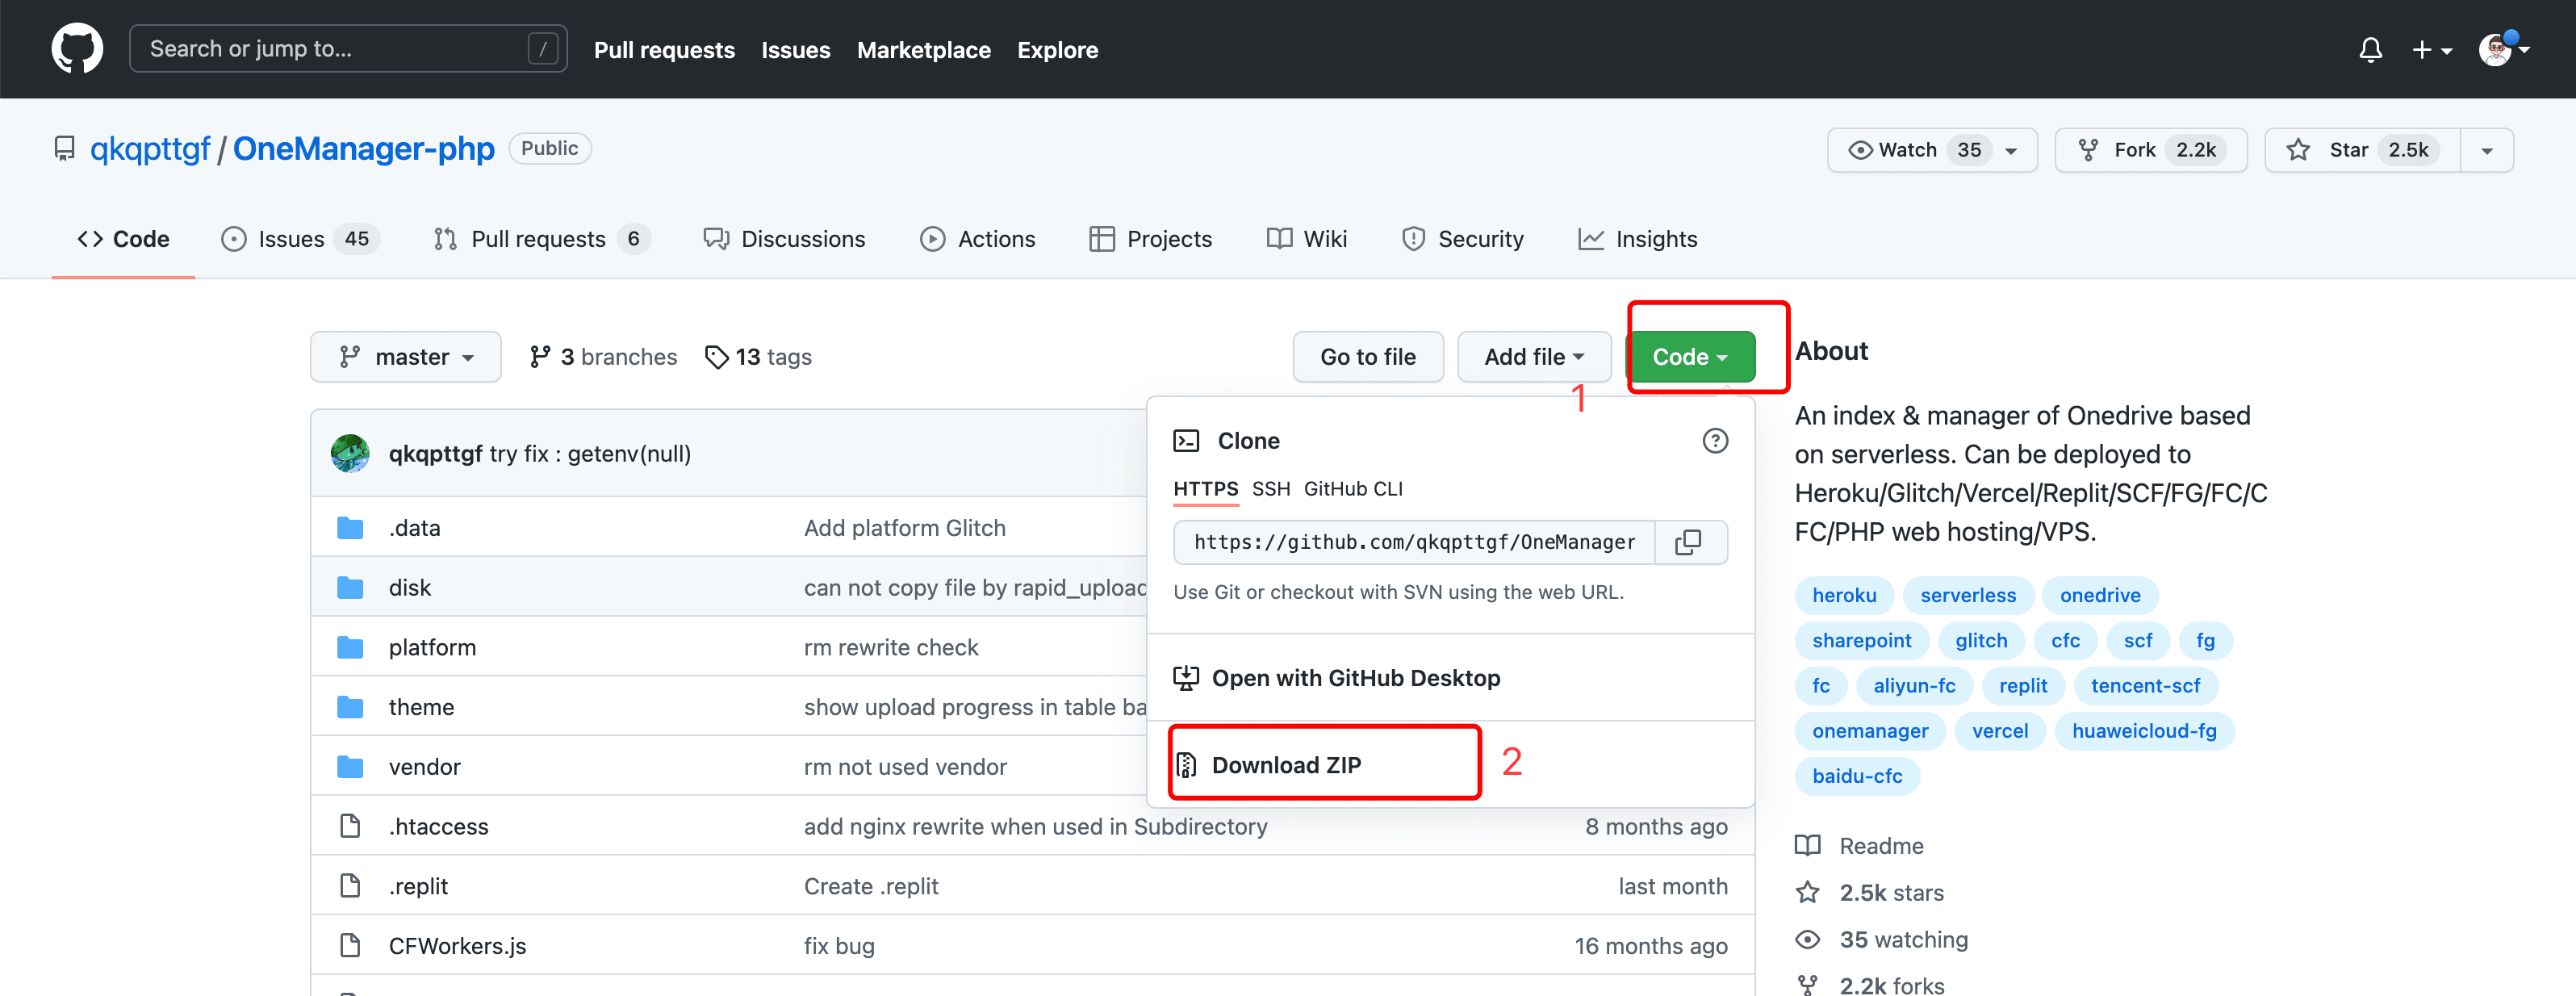 Search or jump to... /
Pull requests Issues Marketplace Explore
qkqpttgf / OneManager-php Public
Watch 35 Fork 2.2k Star 2.5k
Code Issues 45 Pull requests 6 Discussions Actions Projects Wiki Security Insights
master 3 branches 13 tags
Go to file Add file Code
1
qkqpttgf try fix : getenv(null)
.data Add platform Glitch
disk can not copy file by rapid_upload
platform rm rewrite check
theme show upload progress in table ba
vendor rm not used vendor
.htaccess add nginx rewrite when used in Subdirectory 8 months ago
.replit Create .replit last month
CFWorkers.js fix bug 16 months ago
Clone
HTTPS SSH GitHub CLI
https://github.com/qkqpttgf/OneManager
Use Git or checkout with SVN using the web URL.
Open with GitHub Desktop
Download ZIP 2
About
An index & manager of Onedrive based
on serverless. Can be deployed to
Heroku/Glitch/Vercel/Replit/SCF/FG/FC/C
FC/PHP web hosting/VPS.
heroku serverless onedrive
sharepoint glitch cfc scf fg
fc aliyun-fc replit tencent-scf
onemanager vercel huaweicloud-fg
baidu-cfc
Readme
2.5k stars
35 watching
2.2k forks